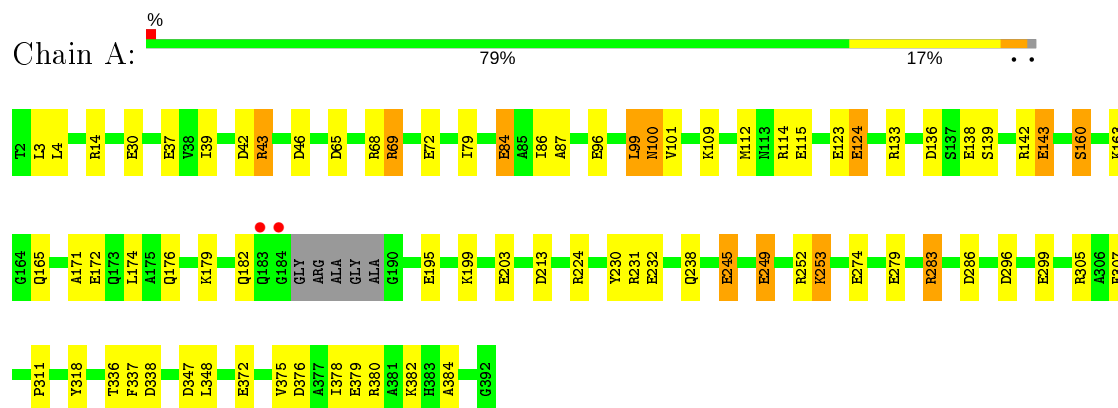 %
Chain A:
79% 17% • •
T2 L3 L4 R14 E30 E37 V38 I39 D42 R43 D46 D65 R68 R69 E72 I79 E84 A85 I86 A87 E96 L99 N100 V101 K109 M112 N113 R114 E115 E123 E124 R133 D136 S137 E138 S139 R142 E143 S160 K163
G164 Q165 A171 E172 Q173 L174 A175 Q176 K179 Q182 Q183 G184 GLY ARG ALA GLY ALA G190 E195 K199 E203 D213 R224 Y230 R231 E232 Q238 E245 E249 R252 K253 E274 E279 R283 D286 D296 E299 R305 A306
P311 Y318 T336 F337 D338 D347 L348 E372 V375 D376 A377 I378 E379 R380 A381 K382 H383 A384 G392